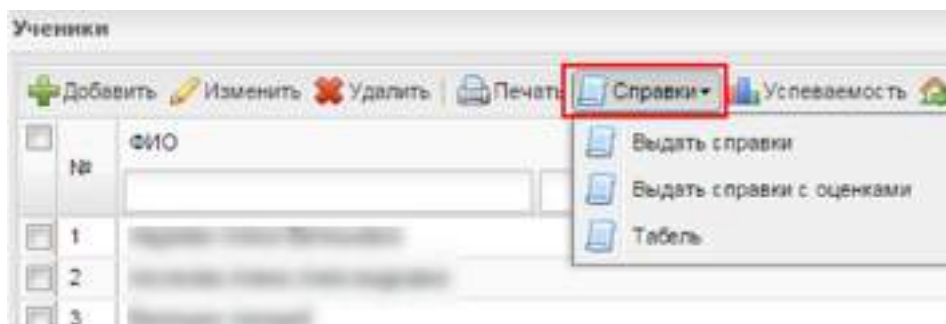 Ученики
Добавить Изменить Удалить Печать Справки Успеваемость
ФИО
№
Выдать справки
Выдать справки с оценками
Табель
1
2
3